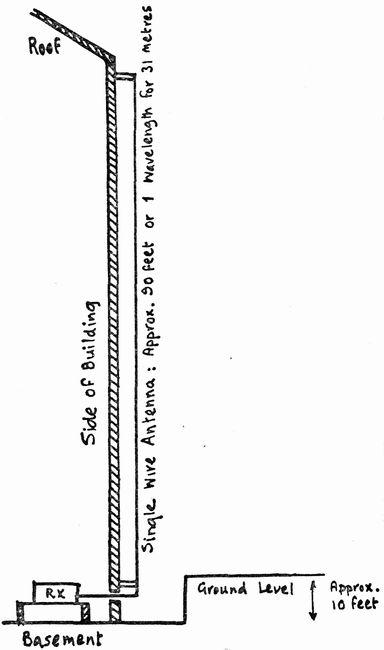 Roof
Single Wire Antenna : Approx. 90 feet or 1 Wavelength for 31 metres
Side of Building
RX
Ground Level
Approx.
10 feet
Basement